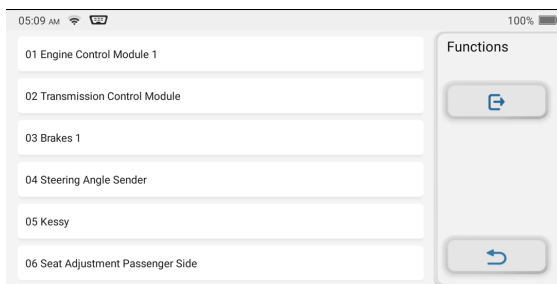 05:09 AM
100%
01 Engine Control Module 1
02 Transmission Control Module
03 Brakes 1
04 Steering Angle Sender
05 Kessy
06 Seat Adjustment Passenger Side
Functions